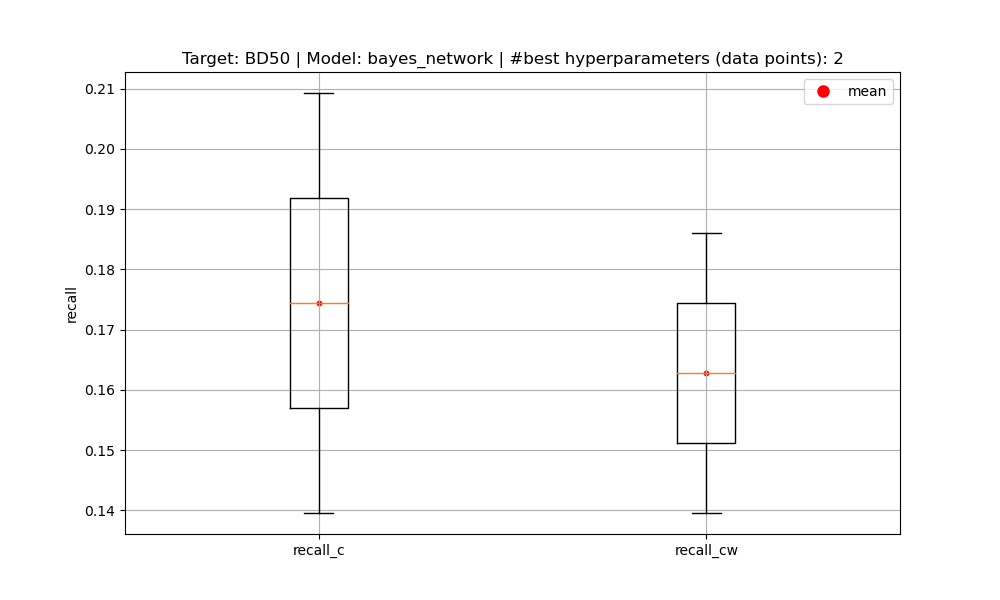 Target: BD50 | Model: bayes_network | #best hyperparameters (data points): 2
mean
0.21
0.20
0.19
0.18
0.17
0.16
0.15
0.14
recall
recall_c
recall_cw